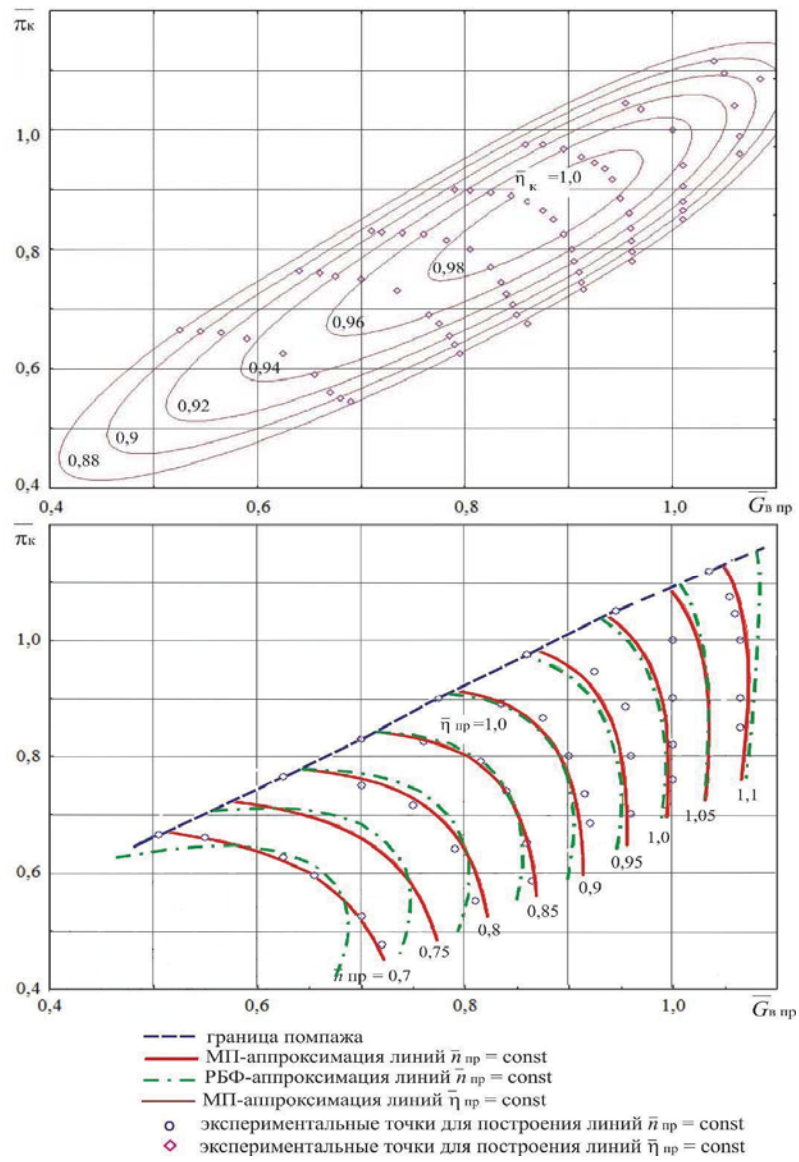 π̅к
1,0
0,8
0,6
0,4
η̅ к =1,0
0,98
0,96
0,94
0,92
0,9
0,88
0,4 0,6 0,8 1,0 G̅в пр
π̅к
1,0
0,8
0,6
0,4
η̅ пр =1,0
1,1
1,05
1,0
0,95
0,9
0,85
0,8
0,75
n̅ пр = 0,7
0,4 0,6 0,8 1,0 G̅в пр
граница помпажа
МП-аппроксимация линий n̅ пр = const
РБФ-аппроксимация линий n̅ пр = const
МП-аппроксимация линий η̅ пр = const
экспериментальные точки для построения линий n̅ пр = const
экспериментальные точки для построения линий η̅ пр = const